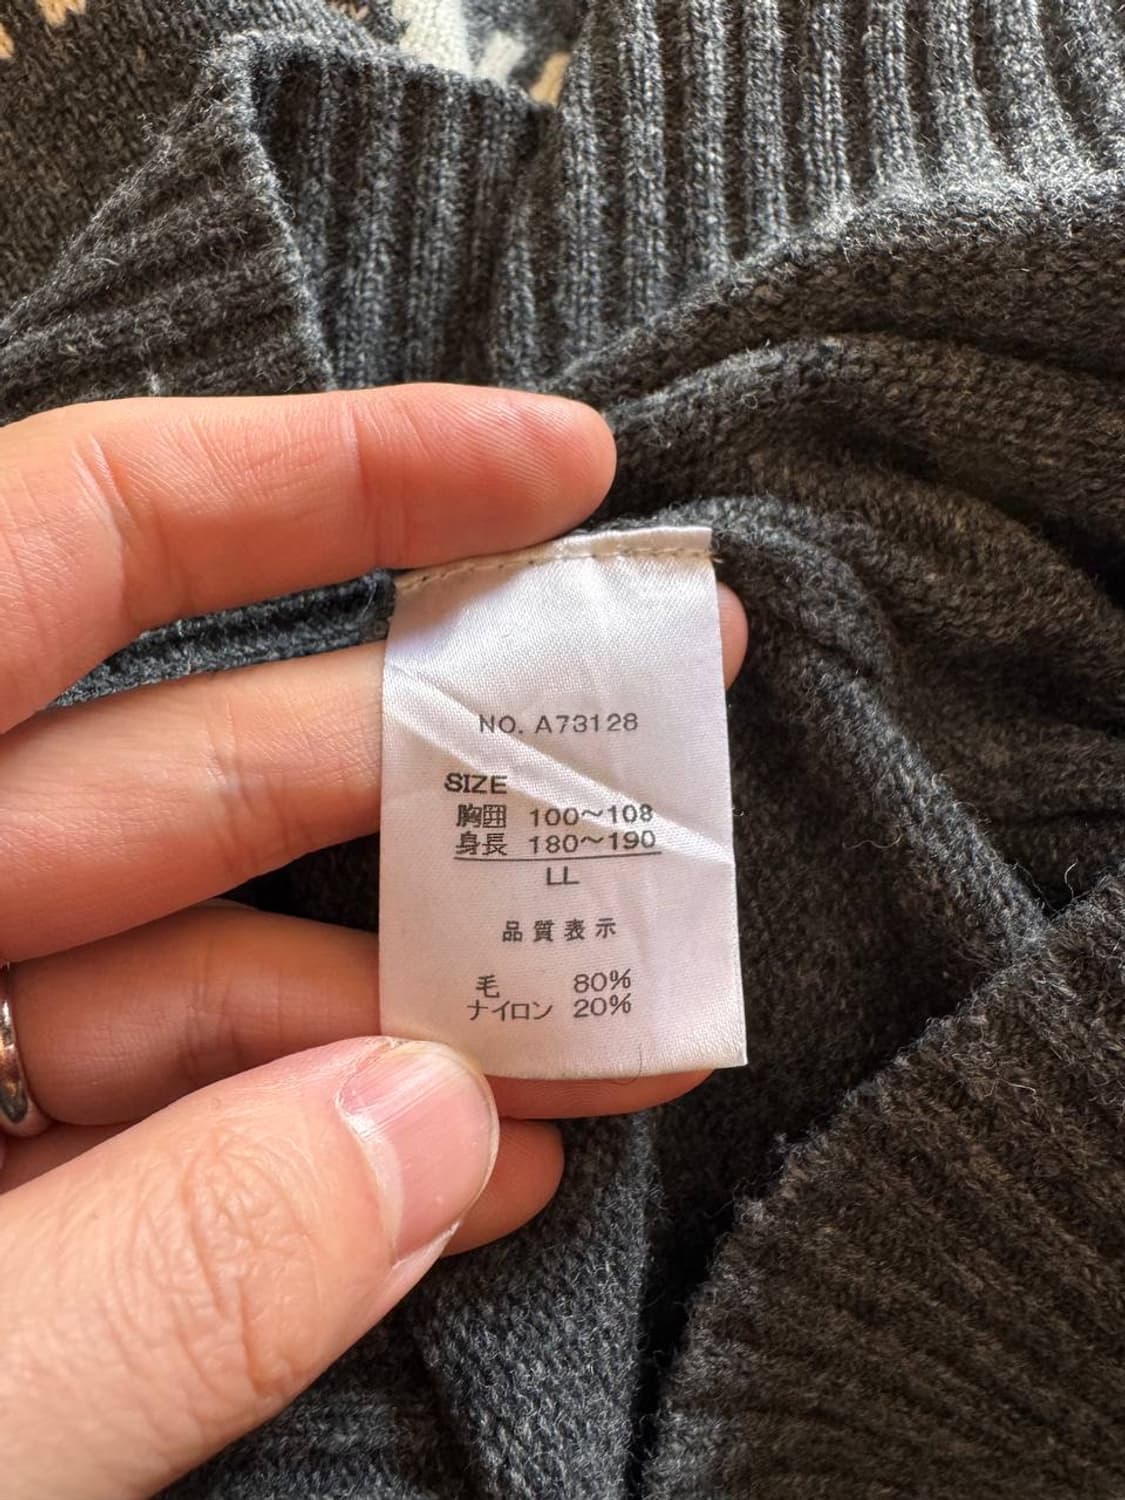 NO. A73128
SIZE
胸囲 100～108
身長 180～190
LL
品質表示
毛 80%
ナイロン 20%